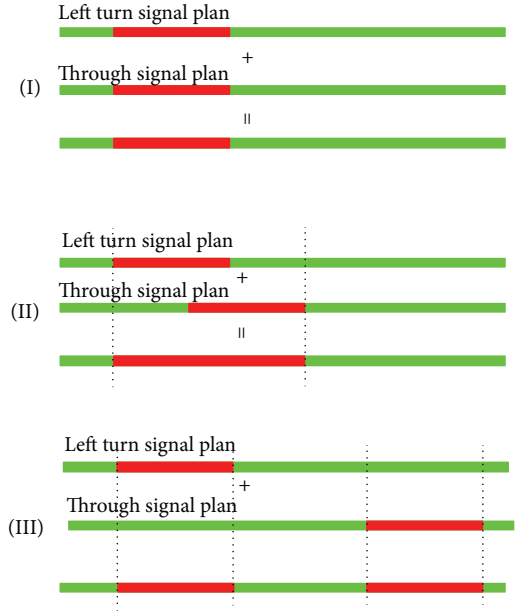 Left turn signal plan
+
(I)
Through signal plan
=
Left turn signal plan
+
(II)
Through signal plan
=
Left turn signal plan
+
(III)
Through signal plan